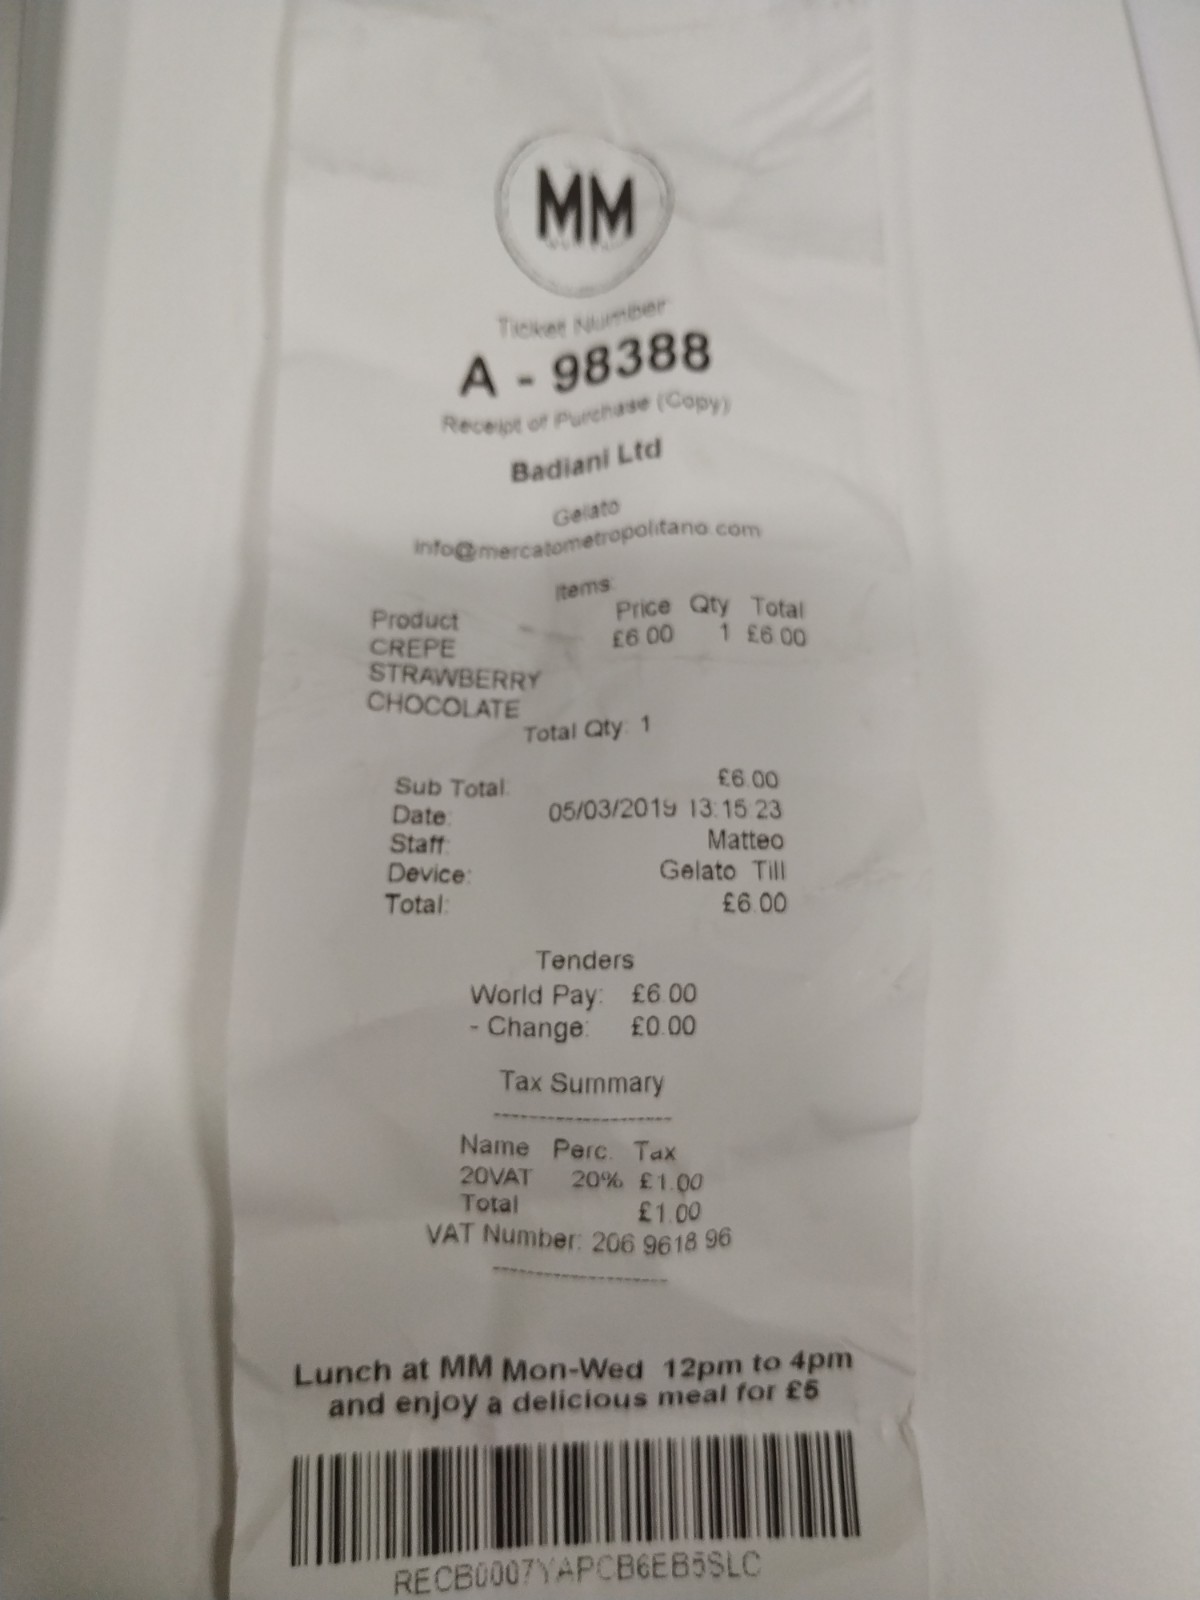 MM
Ticket Number
A - 98388
Receipt of Purchase (Copy)
Badiani Ltd
Gelato
info@mercatometropolitano.com
Items:
Product Price Qty Total
CREPE £6.00 1 £6.00
STRAWBERRY
CHOCOLATE
Total Qty: 1
Sub Total: £6.00
Date: 05/03/2019 13:15:23
Staff: Matteo
Device: Gelato Till
Total: £6.00
Tenders
World Pay: £6.00
- Change: £0.00
Tax Summary
--------------------
Name Perc. Tax
20VAT 20% £1.00
Total £1.00
VAT Number: 206 9618 96
--------------------
Lunch at MM Mon-Wed 12pm to 4pm
and enjoy a delicious meal for £5
RECB0007YAPCB6EB5SLC